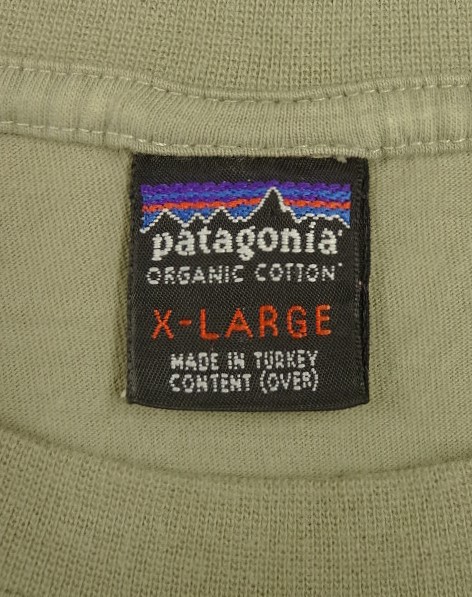 patagonia
ORGANIC COTTON
X-LARGE
MADE IN TURKEY
CONTENT (OVER)